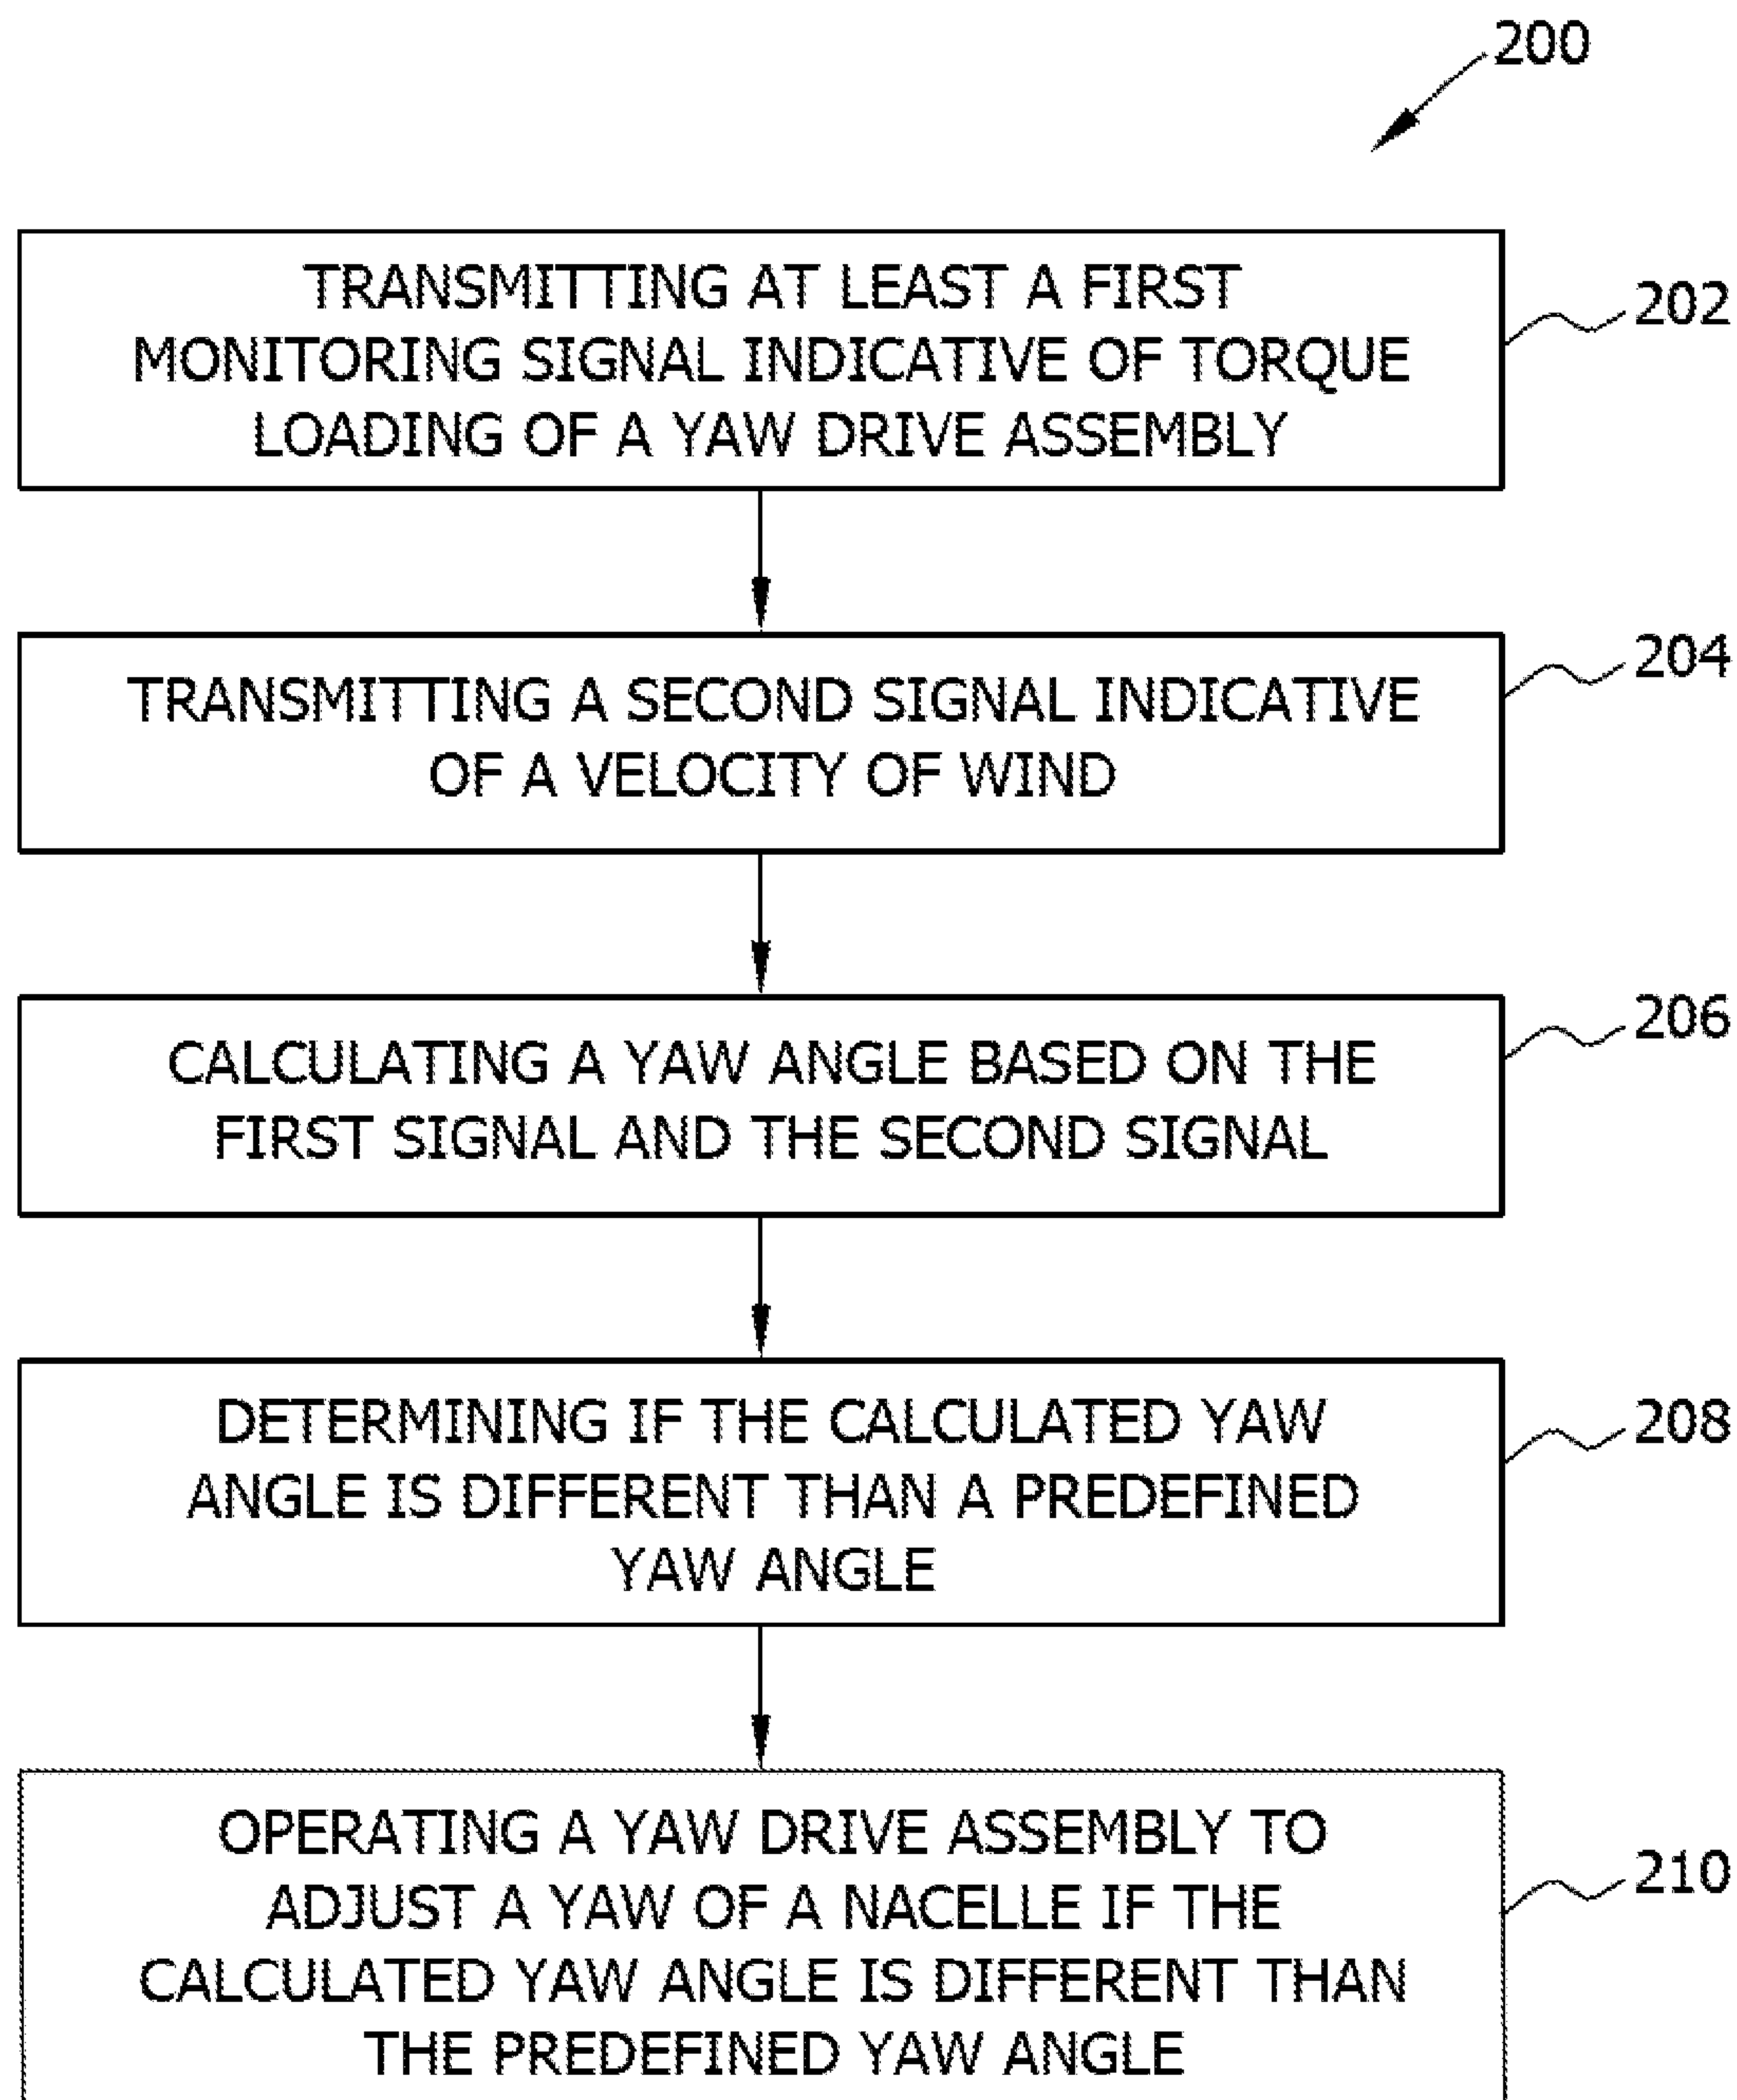 200
TRANSMITTING AT LEAST A FIRST
MONITORING SIGNAL INDICATIVE OF TORQUE
LOADING OF A YAW DRIVE ASSEMBLY
202
TRANSMITTING A SECOND SIGNAL INDICATIVE
OF A VELOCITY OF WIND
204
CALCULATING A YAW ANGLE BASED ON THE
FIRST SIGNAL AND THE SECOND SIGNAL
206
DETERMINING IF THE CALCULATED YAW
ANGLE IS DIFFERENT THAN A PREDEFINED
YAW ANGLE
208
OPERATING A YAW DRIVE ASSEMBLY TO
ADJUST A YAW OF A NACELLE IF THE
CALCULATED YAW ANGLE IS DIFFERENT THAN
THE PREDEFINED YAW ANGLE
210